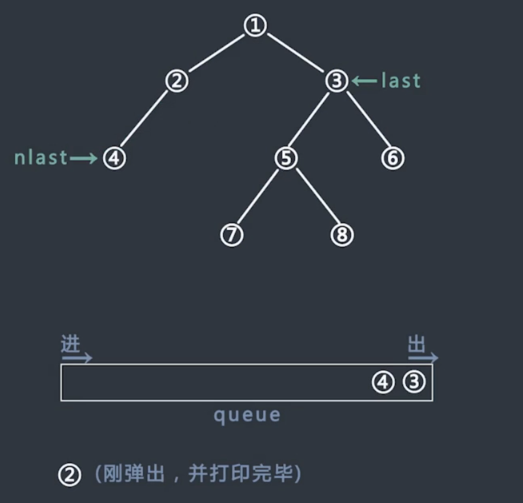 ①
② ③ last
nlast ④ ⑤ ⑥
⑦ ⑧
进 出
④ ③
queue
② (刚弹出，并打印完毕)